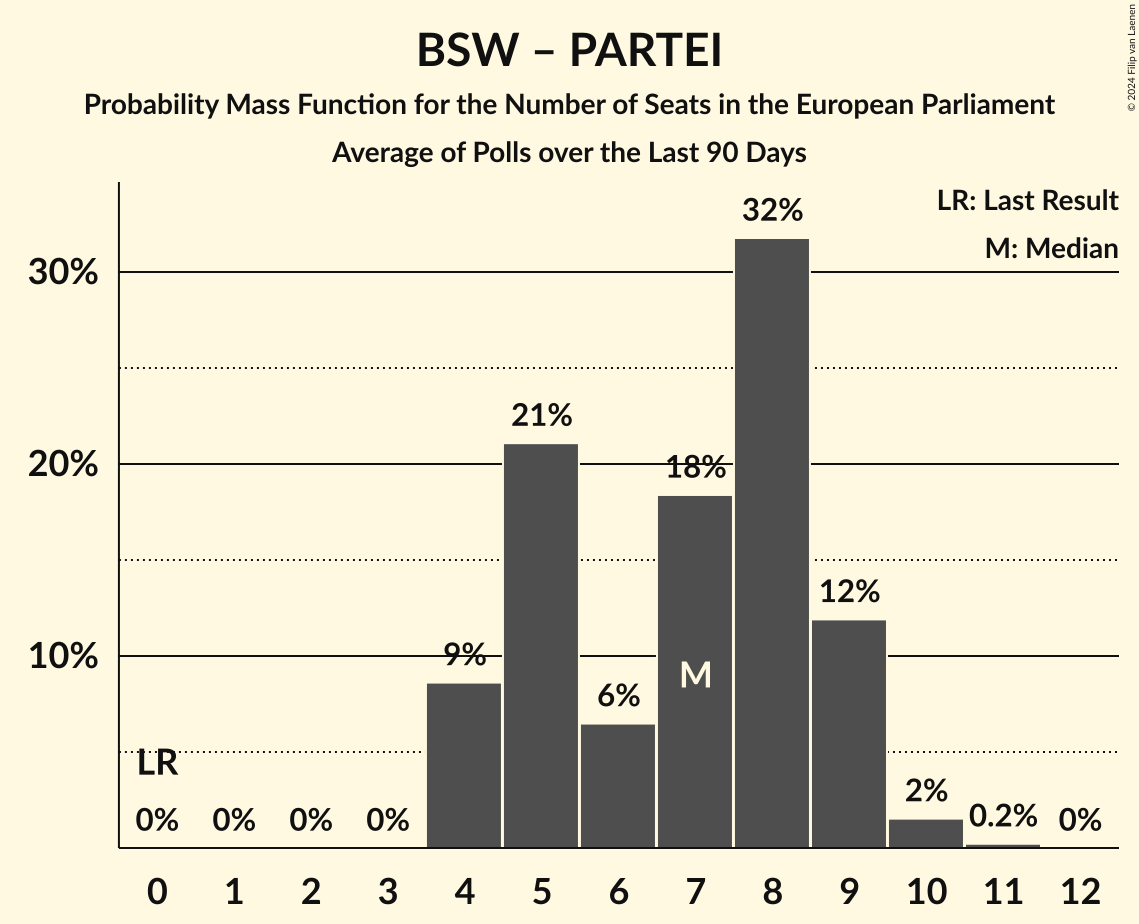 BSW – PARTEI
Probability Mass Function for the Number of Seats in the European Parliament
Average of Polls over the Last 90 Days
© 2024 Filip van Laenen
LR: Last Result
M: Median
32%
30%
21%
20%
18%
12%
10%
9%
M
6%
LR
2%
0%
0%
0%
0%
0.2%
0%
0 1 2 3 4 5 6 7 8 9 10 11 12